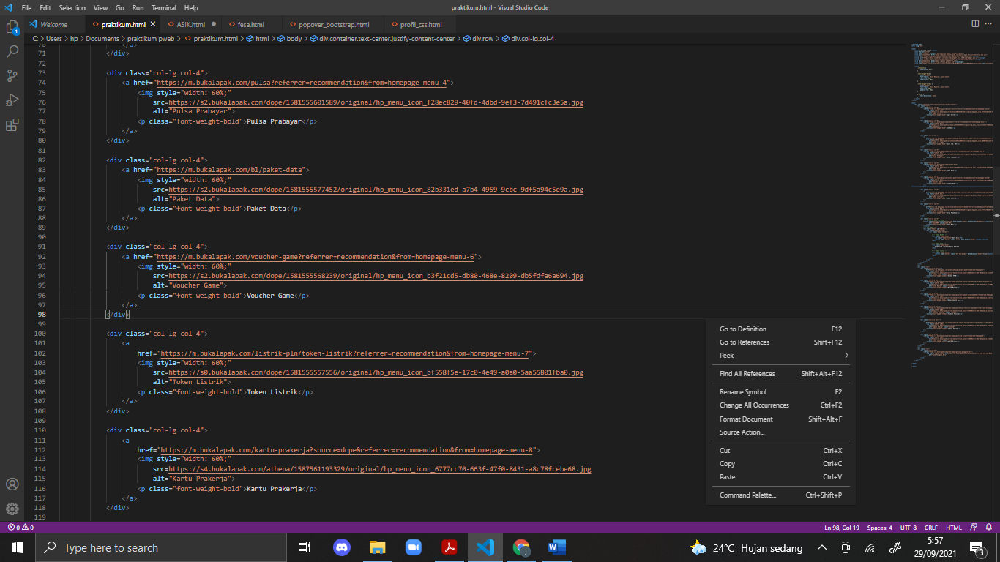 File Edit Selection View Go Run Terminal Help
praktikum.html - Visual Studio Code
Welcome praktikum.html ASIK.html fesa.html popover_bootstrap.html profil_css.html
C: > Users > hp > Documents > praktikum pweb > praktikum.html > html > body > div.container.text-center.justify-content-center > div.row > div.col-lg.col-4
70 </a>
71 </div>
72
73 <div class="col-lg col-4">
74 <a href="https://m.bukalapak.com/pulsa?referrer=recommendation&from=homepage-menu-4">
75 <img style="width: 60%;"
76 src=https://s2.bukalapak.com/dope/1581555601589/original/hp_menu_icon_f28ec829-40fd-4dbd-9ef3-7d491cfc3e5a.jpg
77 alt="Pulsa Prabayar">
78 <p class="font-weight-bold">Pulsa Prabayar</p>
79 </a>
80 </div>
81
82 <div class="col-lg col-4">
83 <a href="https://m.bukalapak.com/bl/paket-data">
84 <img style="width: 60%;"
85 src=https://s2.bukalapak.com/dope/1581555577452/original/hp_menu_icon_82b331ed-a7b4-4959-9cbc-9df5a94c5e9a.jpg
86 alt="Paket Data">
87 <p class="font-weight-bold">Paket Data</p>
88 </a>
89 </div>
90
91 <div class="col-lg col-4">
92 <a href="https://m.bukalapak.com/voucher-game?referrer=recommendation&from=homepage-menu-6">
93 <img style="width: 60%;"
94 src=https://s2.bukalapak.com/dope/1581555568239/original/hp_menu_icon_b3f21cd5-db80-468e-8209-db5fdfa6a694.jpg
95 alt="Voucher Game">
96 <p class="font-weight-bold">Voucher Game</p>
97 </a>
98 </div>
99
100 <div class="col-lg col-4">
101 <a
102 href="https://m.bukalapak.com/listrik-pln/token-listrik?referrer=recommendation&from=homepage-menu-7">
103 <img style="width: 60%;"
104 src=https://s0.bukalapak.com/dope/1581555557556/original/hp_menu_icon_bf558f5e-17c0-4e49-a0a0-5aa55801fba0.jpg
105 alt="Token Listrik">
106 <p class="font-weight-bold">Token Listrik</p>
107 </a>
108 </div>
109
110 <div class="col-lg col-4">
111 <a
112 href="https://m.bukalapak.com/kartu-prakerja?source=dope&referrer=recommendation&from=homepage-menu-8">
113 <img style="width: 60%;"
114 src=https://s4.bukalapak.com/athena/1587561193329/original/hp_menu_icon_6777cc70-663f-47f0-8431-a8c78fcebe68.jpg
115 alt="Kartu Prakerja">
116 <p class="font-weight-bold">Kartu Prakerja</p>
117 </a>
118 </div>
119
Go to Definition F12
Go to References Shift+F12
Peek
Find All References Shift+Alt+F12
Rename Symbol F2
Change All Occurrences Ctrl+F2
Format Document Shift+Alt+F
Source Action...
Cut Ctrl+X
Copy Ctrl+C
Paste Ctrl+V
Command Palette... Ctrl+Shift+P
1
0 0
Ln 98, Col 19 Spaces: 4 UTF-8 CRLF HTML
Type here to search
24°C Hujan sedang
5:57
29/09/2021
3